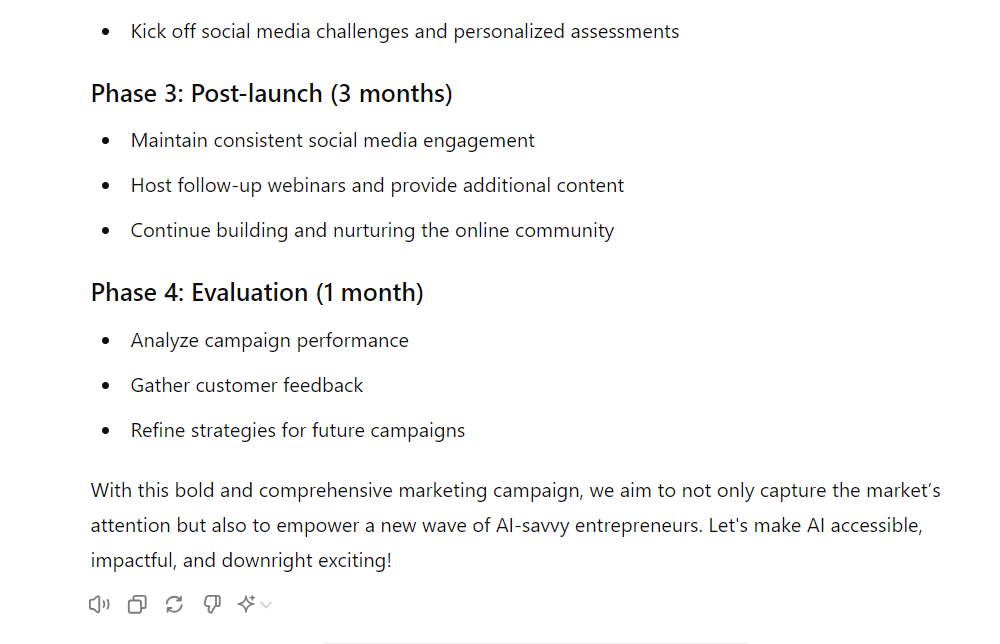 Kick off social media challenges and personalized assessments
Phase 3: Post-launch (3 months)
Maintain consistent social media engagement
Host follow-up webinars and provide additional content
Continue building and nurturing the online community
Phase 4: Evaluation (1 month)
Analyze campaign performance
Gather customer feedback
Refine strategies for future campaigns
With this bold and comprehensive marketing campaign, we aim to not only capture the market’s
attention but also to empower a new wave of AI-savvy entrepreneurs. Let's make AI accessible,
impactful, and downright exciting!